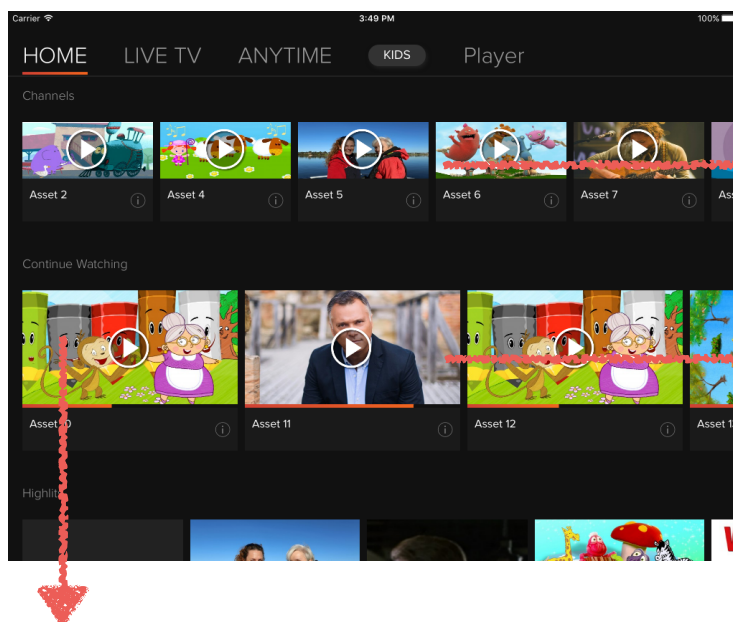 Carrier 3:49 PM 100%
HOME LIVE TV ANYTIME KIDS Player
Channels
Asset 2 Asset 4 Asset 5 Asset 6 Asset 7
Continue Watching
Asset 11 Asset 12